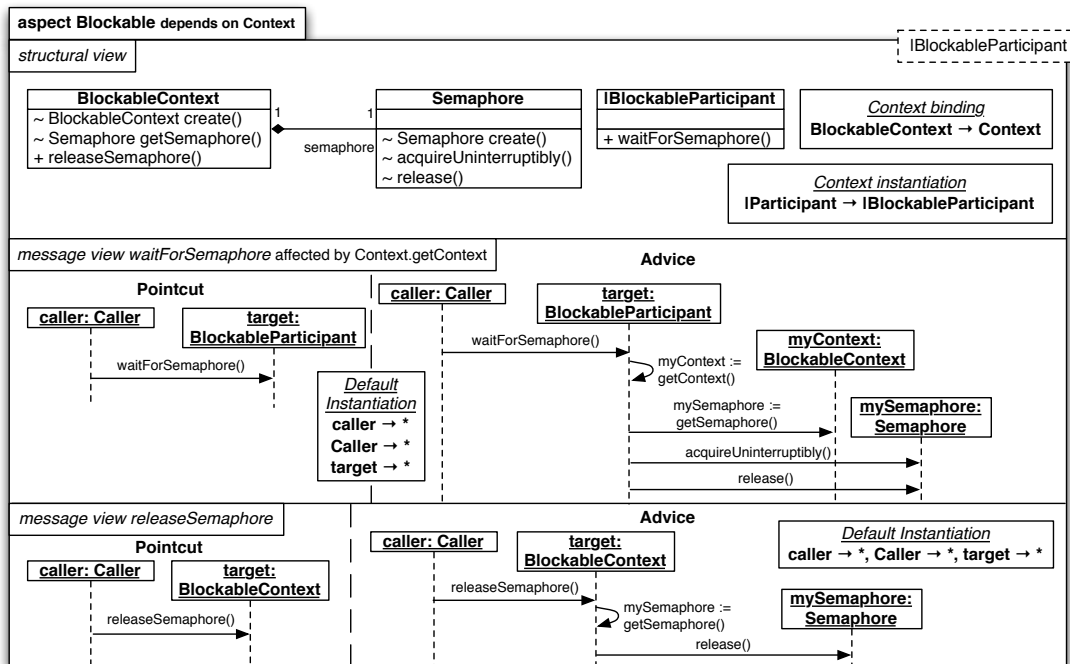 aspect Blockable depends on Context
structural view
|BlockableParticipant
BlockableContext
~ BlockableContext create()
~ Semaphore getSemaphore()
+ releaseSemaphore()
1
1
semaphore
Semaphore
~ Semaphore create()
~ acquireUninterruptibly()
~ release()
|BlockableParticipant
+ waitForSemaphore()
Context binding
BlockableContext → Context
Context instantiation
|Participant → |BlockableParticipant
message view waitForSemaphore affected by Context.getContext
Pointcut
caller: Caller
target:
BlockableParticipant
waitForSemaphore()
Default
Instantiation
caller → *
Caller → *
target → *
Advice
caller: Caller
target:
BlockableParticipant
waitForSemaphore()
myContext :=
getContext()
myContext:
BlockableContext
mySemaphore :=
getSemaphore()
mySemaphore:
Semaphore
acquireUninterruptibly()
release()
message view releaseSemaphore
Pointcut
caller: Caller
target:
BlockableContext
releaseSemaphore()
Advice
caller: Caller
target:
BlockableContext
releaseSemaphore()
mySemaphore :=
getSemaphore()
Default Instantiation
caller → *, Caller → *, target → *
mySemaphore:
Semaphore
release()